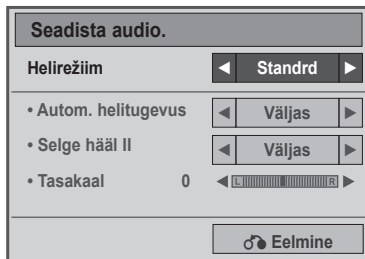 Seadista audio.
Helirežiim ◀ Standrd ▶
• Autom. helitugevus ◀ Väljas ▶
• Selge hääl II ◀ Väljas ▶
• Tasakaal 0 ◀ L R ▶
Eelmine